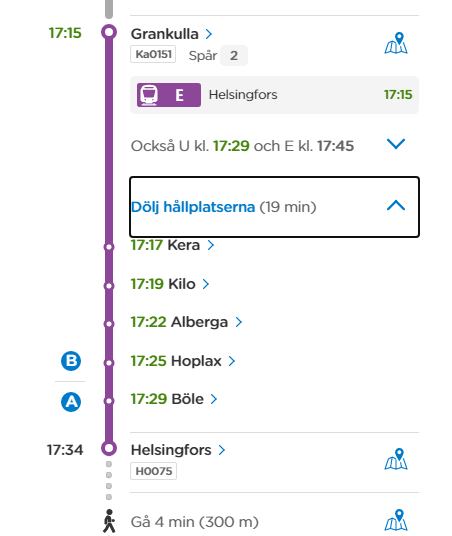 17:15 Grankulla
Ka0151 Spår 2
E Helsingfors 17:15
Också U kl. 17:29 och E kl. 17:45
Dölj hållplatserna (19 min)
17:17 Kera
17:19 Kilo
17:22 Alberga
B 17:25 Hoplax
A 17:29 Böle
17:34 Helsingfors
H0075
Gå 4 min (300 m)